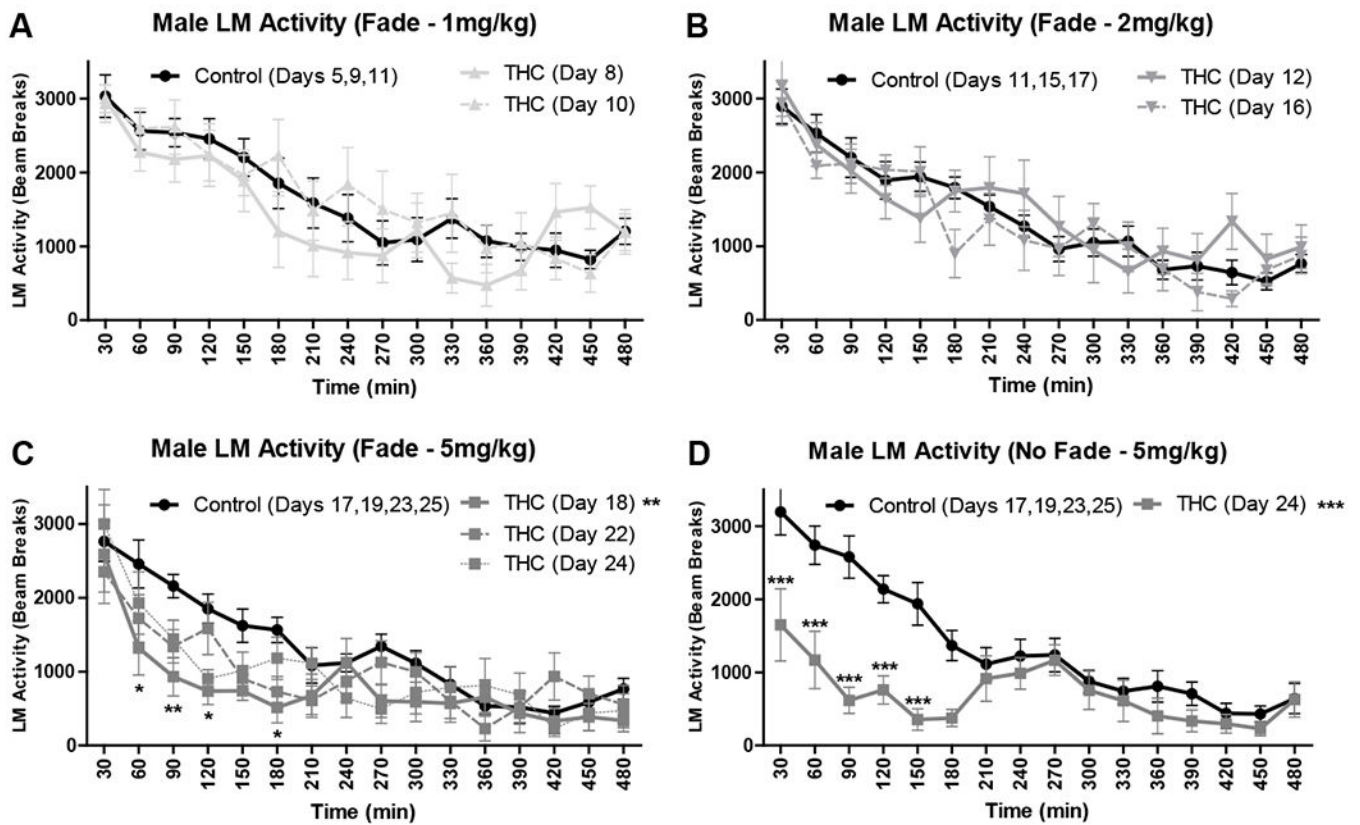 A
Male LM Activity (Fade - 1mg/kg)
LM Activity (Beam Breaks)
Control (Days 5,9,11)
THC (Day 8)
THC (Day 10)
3000
2000
1000
0
30 60 90 120 150 180 210 240 270 300 330 360 390 420 450 480
Time (min)
B
Male LM Activity (Fade - 2mg/kg)
LM Activity (Beam Breaks)
Control (Days 11,15,17)
THC (Day 12)
THC (Day 16)
3000
2000
1000
0
30 60 90 120 150 180 210 240 270 300 330 360 390 420 450 480
Time (min)
C
Male LM Activity (Fade - 5mg/kg)
LM Activity (Beam Breaks)
Control (Days 17,19,23,25)
THC (Day 18) **
THC (Day 22)
THC (Day 24)
3000
2000
1000
0
* ** * *
30 60 90 120 150 180 210 240 270 300 330 360 390 420 450 480
Time (min)
D
Male LM Activity (No Fade - 5mg/kg)
LM Activity (Beam Breaks)
Control (Days 17,19,23,25)
THC (Day 24) ***
3000
2000
1000
0
*** *** *** *** ***
30 60 90 120 150 180 210 240 270 300 330 360 390 420 450 480
Time (min)